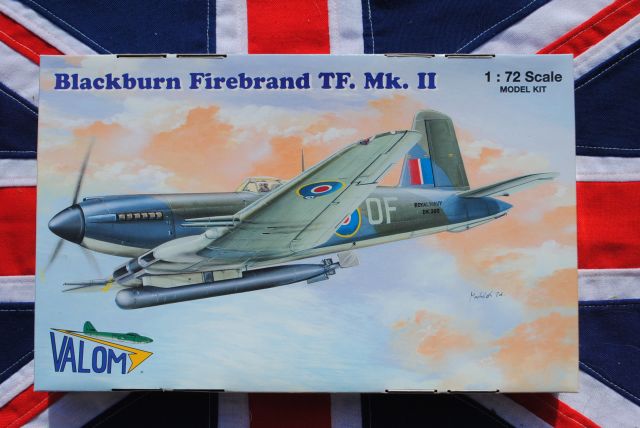 Blackburn Firebrand TF. Mk. II
1 : 72 Scale
MODEL KIT
OF
ROYAL NAVY
VALOM